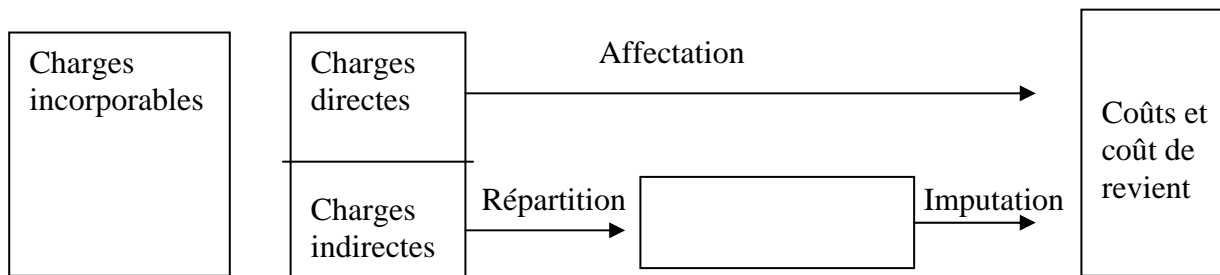 Charges
incorporables
Charges
directes
Affectation
Charges
indirectes
Répartition
Imputation
Coûts et
coût de
revient